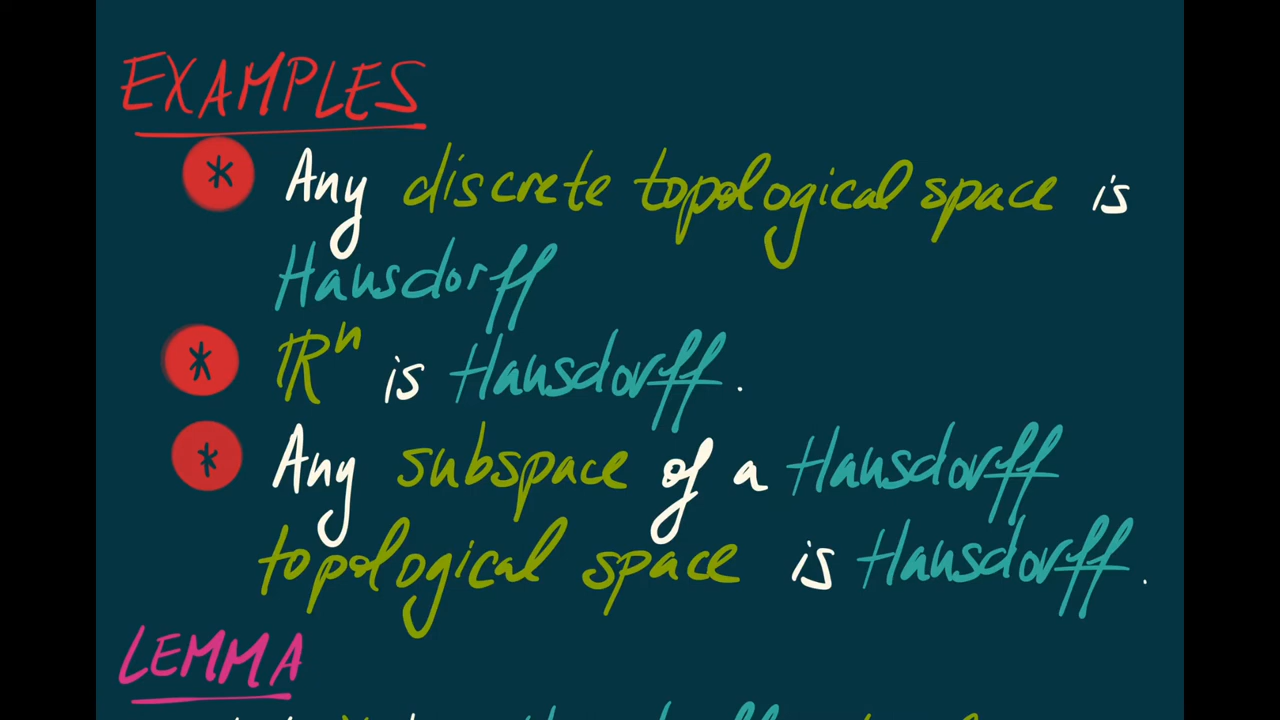 EXAMPLES
* Any discrete topological space is
Hausdorff
* ℝⁿ is Hausdorff.
* Any subspace of a Hausdorff
topological space is Hausdorff.
LEMMA